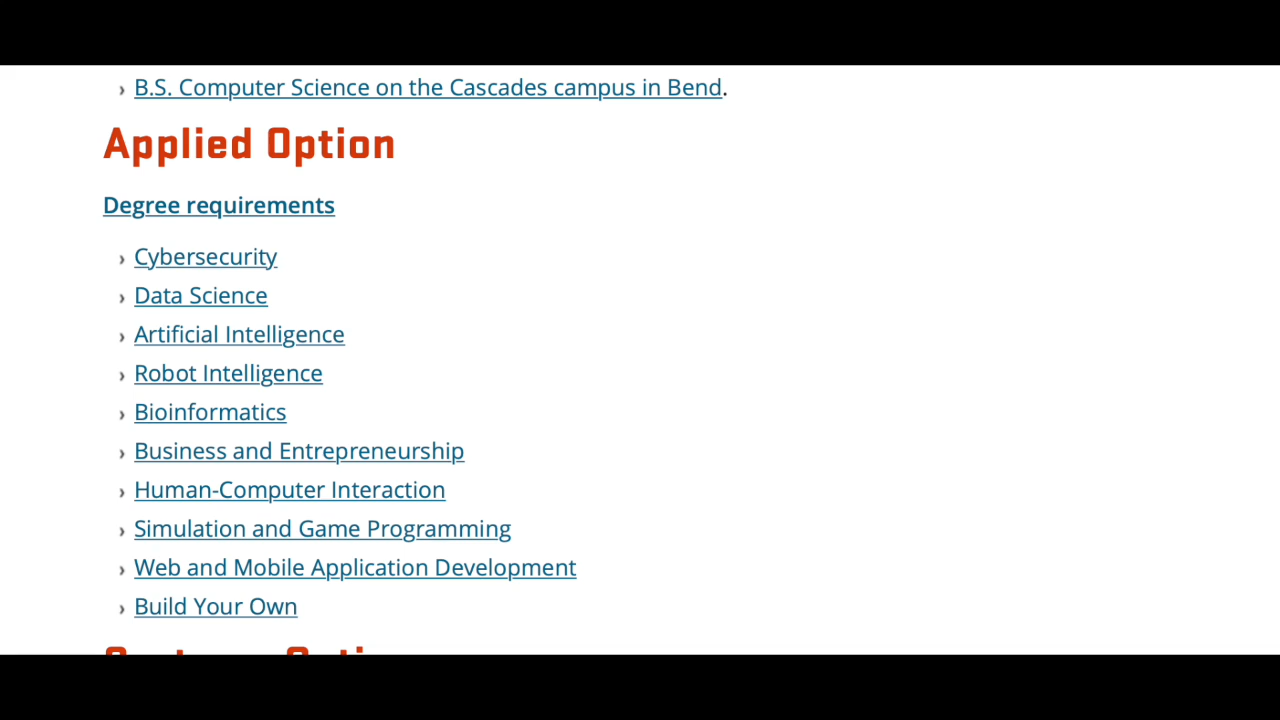 › B.S. Computer Science on the Cascades campus in Bend.
Applied Option
Degree requirements
› Cybersecurity
› Data Science
› Artificial Intelligence
› Robot Intelligence
› Bioinformatics
› Business and Entrepreneurship
› Human-Computer Interaction
› Simulation and Game Programming
› Web and Mobile Application Development
› Build Your Own